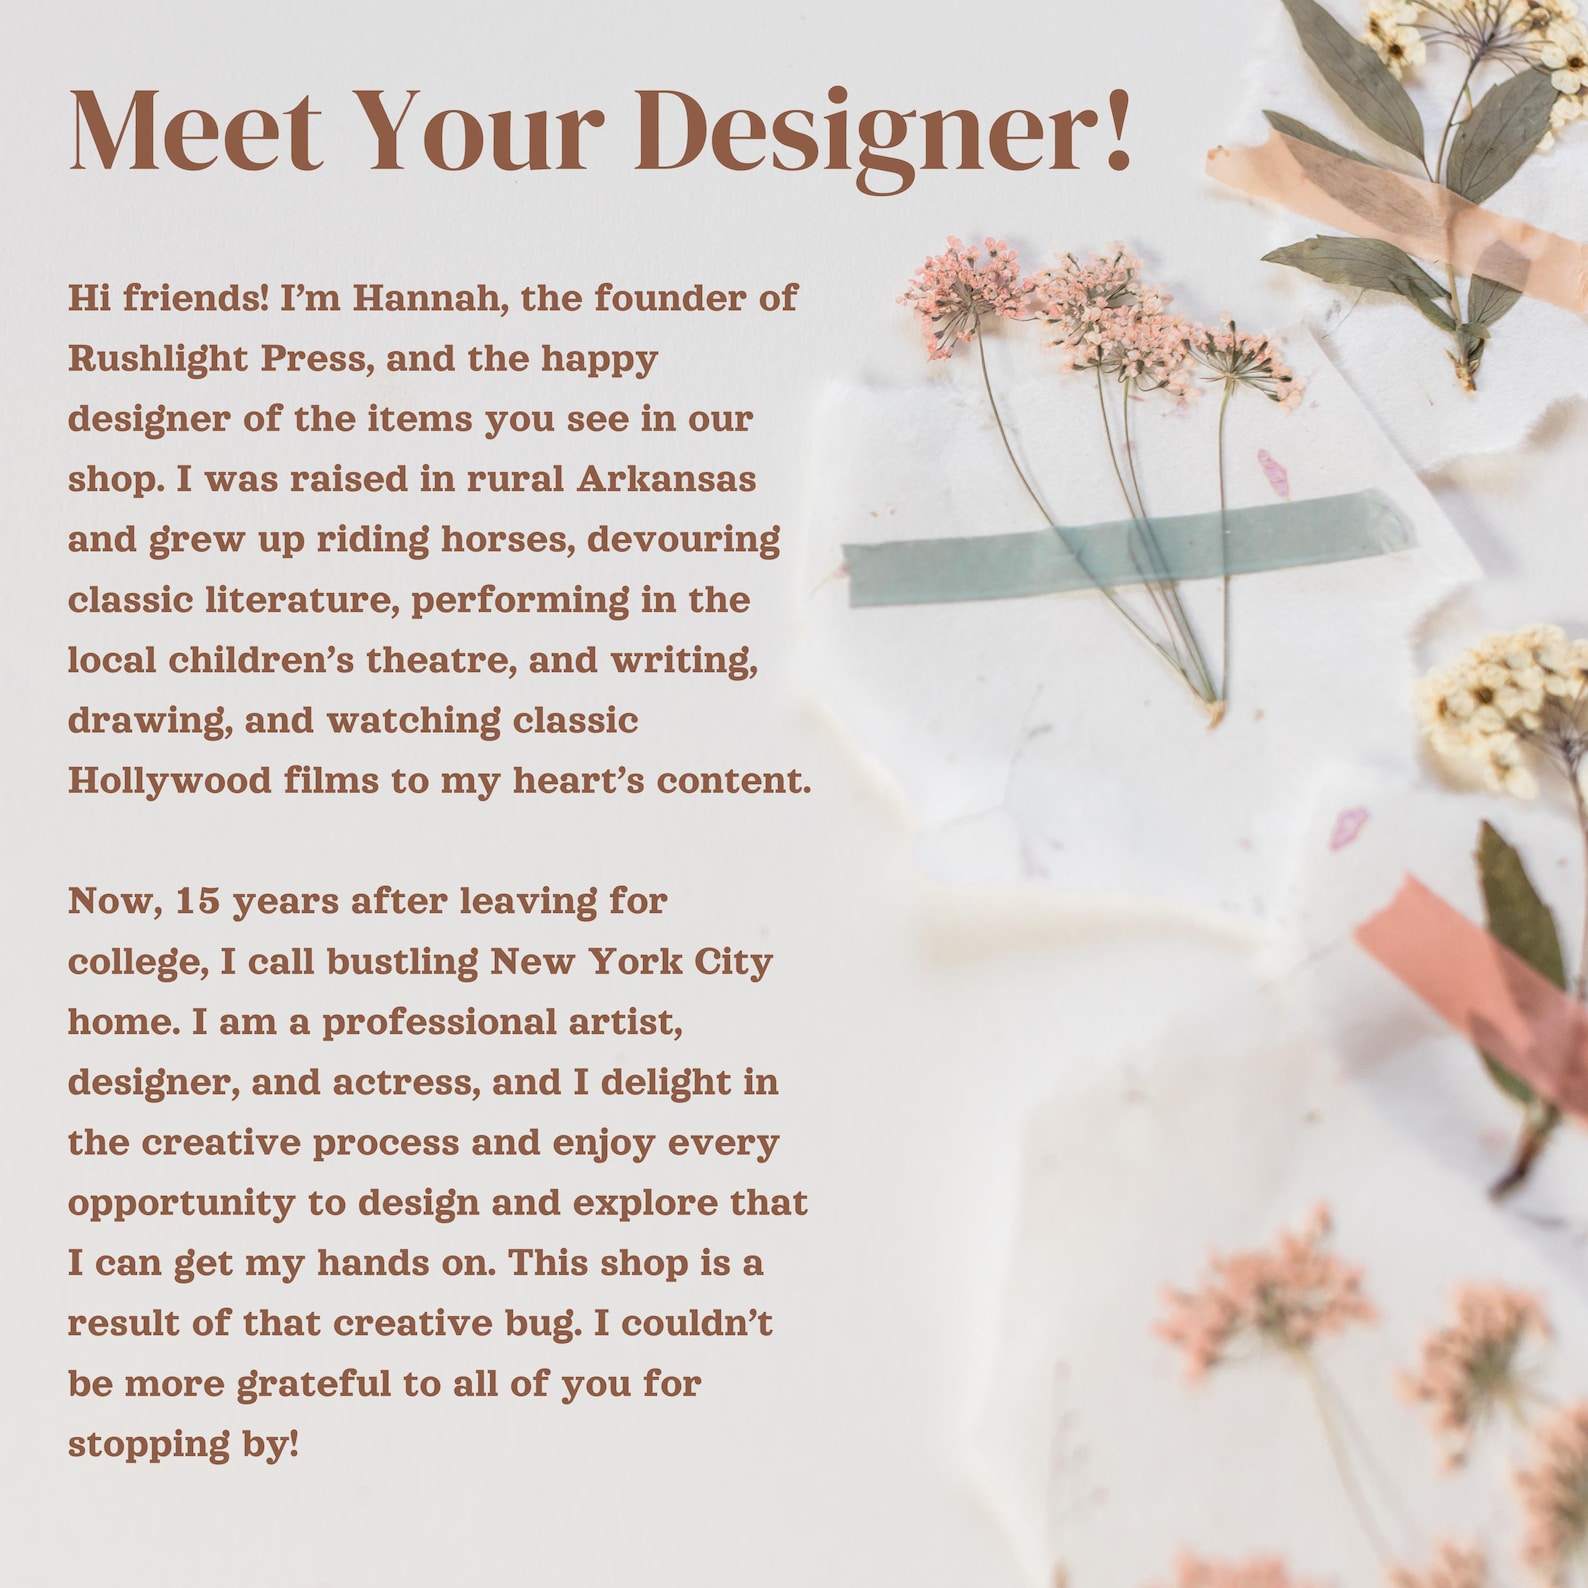 Meet Your Designer!
Hi friends! I’m Hannah, the founder of
Rushlight Press, and the happy
designer of the items you see in our
shop. I was raised in rural Arkansas
and grew up riding horses, devouring
classic literature, performing in the
local children’s theatre, and writing,
drawing, and watching classic
Hollywood films to my heart’s content.
Now, 15 years after leaving for
college, I call bustling New York City
home. I am a professional artist,
designer, and actress, and I delight in
the creative process and enjoy every
opportunity to design and explore that
I can get my hands on. This shop is a
result of that creative bug. I couldn’t
be more grateful to all of you for
stopping by!